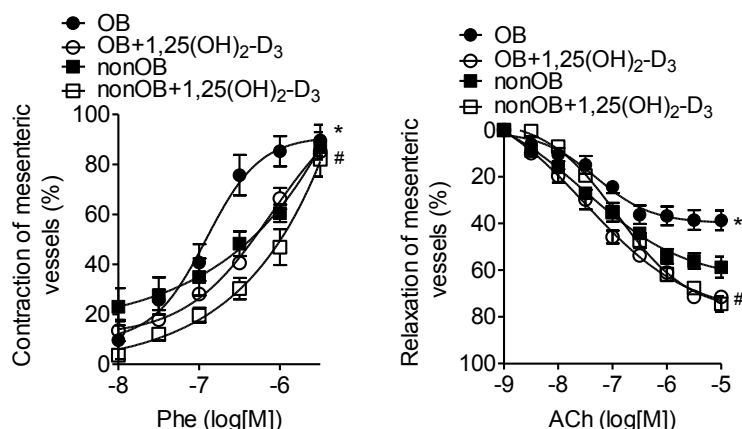 OB
OB+1,25(OH)₂-D₃
nonOB
nonOB+1,25(OH)₂-D₃
Contraction of mesenteric
vessels (%)
100
80
60
40
20
0
*
#
-8
-7
-6
Phe (log[M])
OB
OB+1,25(OH)₂-D₃
nonOB
nonOB+1,25(OH)₂-D₃
Relaxation of mesenteric
vessels (%)
0
20
40
60
80
100
*
#
-9
-8
-7
-6
-5
ACh (log[M])